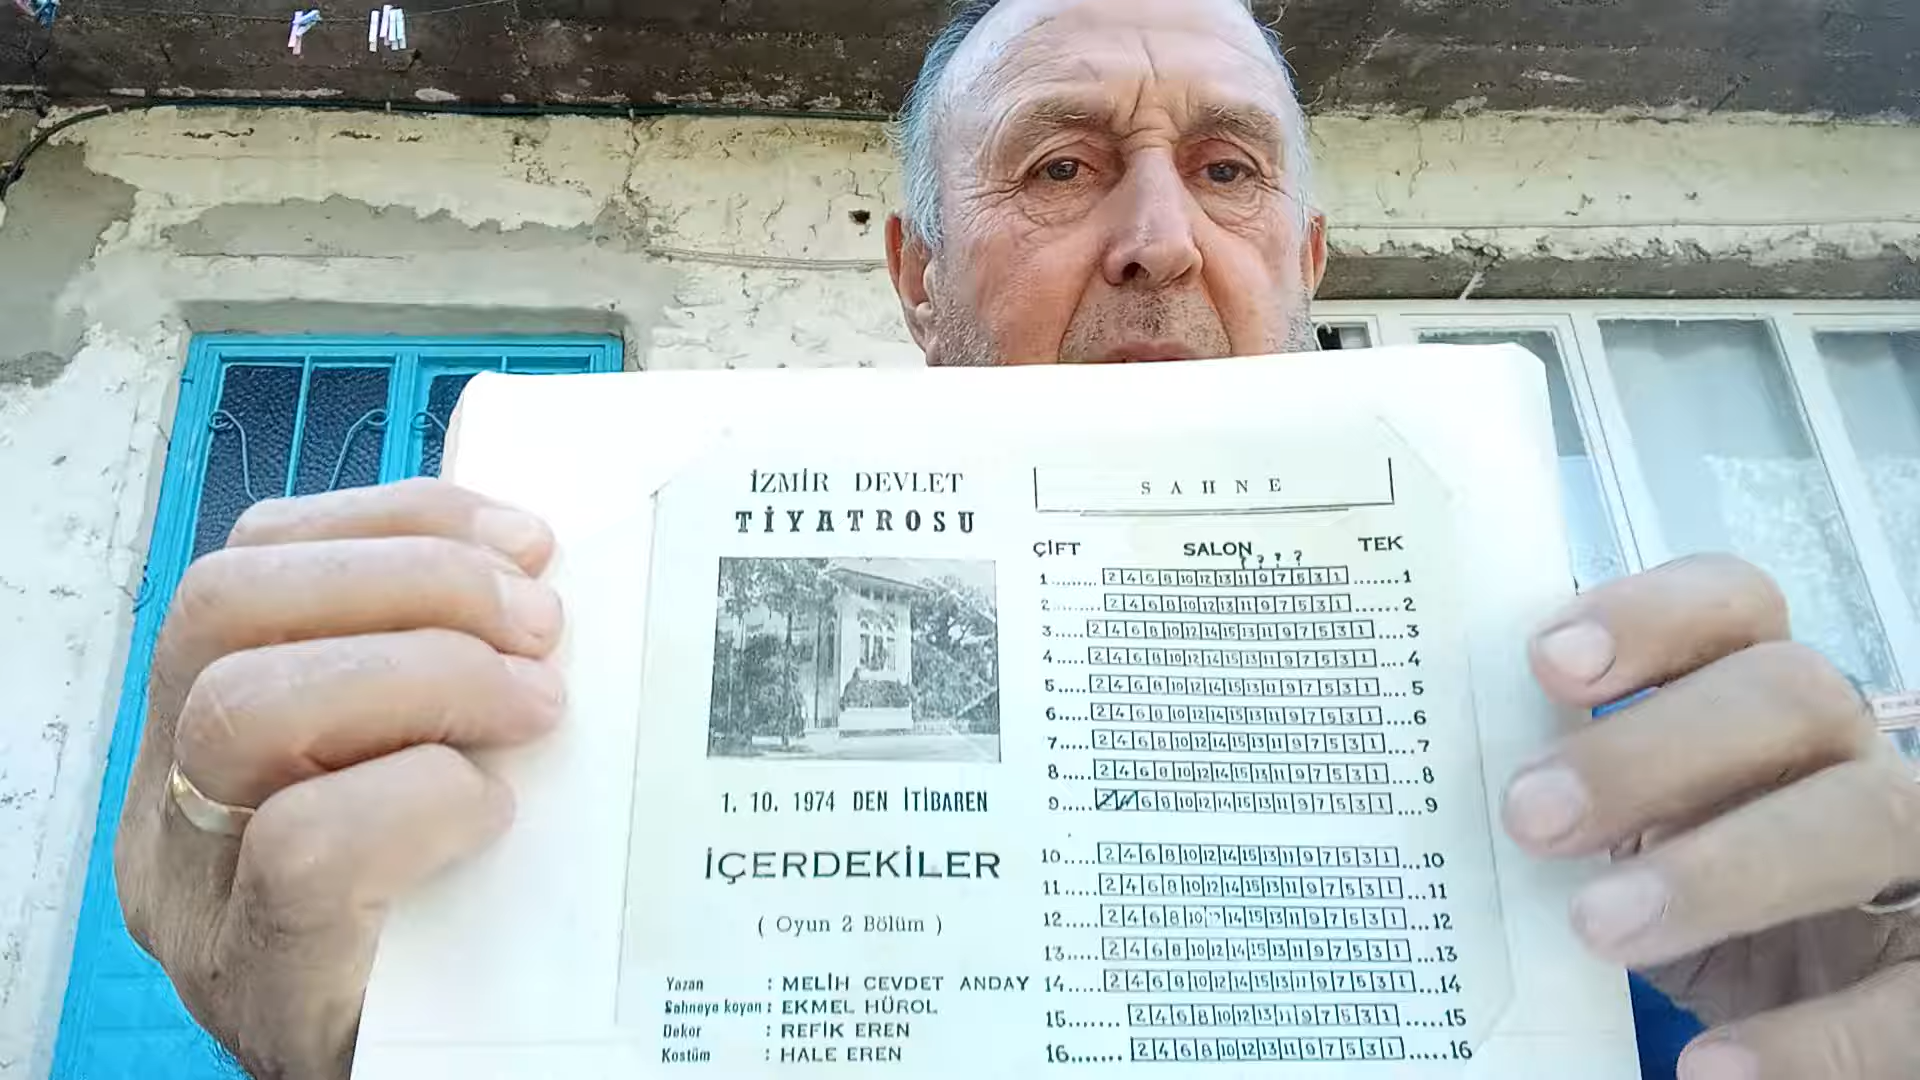 İZMİR DEVLET
TİYATROSU
1. 10. 1974 DEN İTİBAREN
İÇERDEKİLER
( Oyun 2 Bölüm )
Yazan : MELİH CEVDET ANDAY
Sahneye koyan : EKMEL HÜROL
Dekor : REFİK EREN
Kostüm : HALE EREN
SAHNE
ÇİFT SALON TEK
? ? ?
1......... 2 4 6 8 10 12 13 11 9 7 5 3 1 .......1
2......... 2 4 6 8 10 12 13 11 9 7 5 3 1 ......2
3..... 2 4 6 8 10 12 14 15 13 11 9 7 5 3 1 ....3
4..... 2 4 6 8 10 12 14 15 13 11 9 7 5 3 1 ....4
5..... 2 4 6 8 10 12 14 15 13 11 9 7 5 3 1 ....5
6..... 2 4 6 8 10 12 14 15 13 11 9 7 5 3 1 ....6
7..... 2 4 6 8 10 12 14 15 13 11 9 7 5 3 1 ....7
8..... 2 4 6 8 10 12 14 15 13 11 9 7 5 3 1 ....8
9..... 2 4 6 8 10 12 14 15 13 11 9 7 5 3 1 ....9
10..... 2 4 6 8 10 12 14 15 13 11 9 7 5 3 1 ...10
11..... 2 4 6 8 10 12 14 15 13 11 9 7 5 3 1 ...11
12..... 2 4 6 8 10 14 15 13 11 9 7 5 3 1 ...12
13..... 2 4 6 8 10 12 14 15 13 11 9 7 5 3 1 ...13
14..... 2 4 6 8 10 12 14 15 13 11 9 7 5 3 1 ...14
15....... 2 4 6 8 10 12 13 11 9 7 5 3 1 .....15
16....... 2 4 6 8 10 12 13 11 9 7 5 3 1 .....16